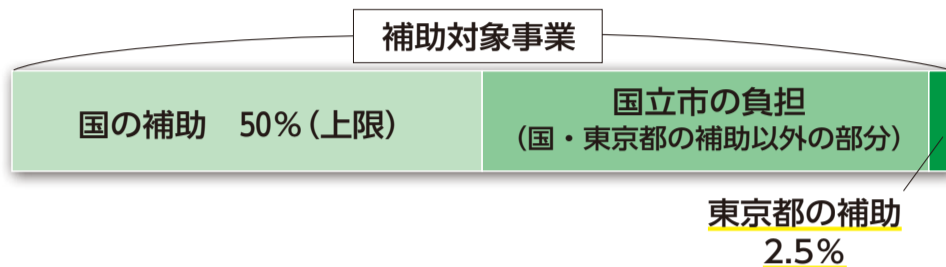 補助対象事業
国の補助　50％（上限）
国立市の負担
（国・東京都の補助以外の部分）
東京都の補助
2.5％